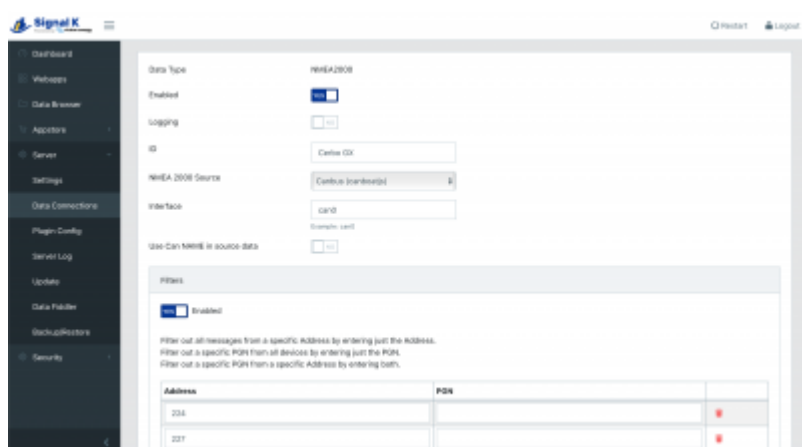 Signal K
Restart
Logout
Dashboard
Webapps
Data Browser
Appstore
Server
Settings
Data Connections
Plugin Config
Server Log
Update
Data Fiddler
Backup/Restore
Security
Data Type
NMEA2000
Enabled
YES
Logging
NO
ID
Cerbo GX
NMEA 2000 Source
Canbus (canboatjs)
Interface
can0
Example: can0
Use Can NAME in source data
NO
Filters
YES
Enabled
Filter out all messages from a specific Address by entering just the Address.
Filter out a specific PGN from all devices by entering just the PGN.
Filter out a specific PGN from a specific Address by entering both.
Address
PGN
224
227